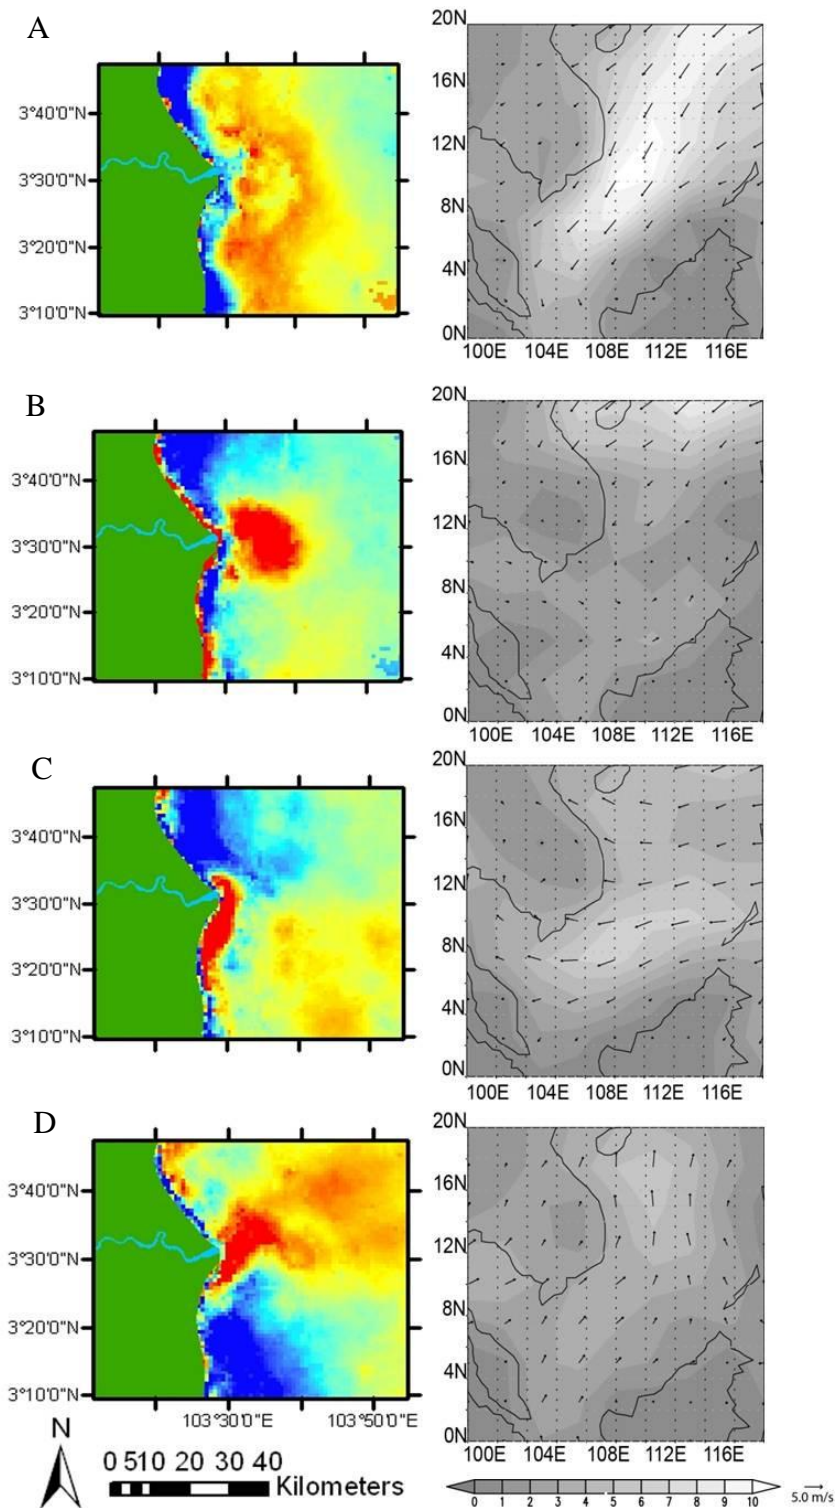 A
3°40'0"N
3°30'0"N
3°20'0"N
3°10'0"N
20N
16N
12N
8N
4N
0N
100E 104E 108E 112E 116E
B
3°40'0"N
3°30'0"N
3°20'0"N
3°10'0"N
20N
16N
12N
8N
4N
0N
100E 104E 108E 112E 116E
C
3°40'0"N
3°30'0"N
3°20'0"N
3°10'0"N
20N
16N
12N
8N
4N
0N
100E 104E 108E 112E 116E
D
3°40'0"N
3°30'0"N
3°20'0"N
3°10'0"N
103°30'0"E 103°50'0"E
20N
16N
12N
8N
4N
0N
100E 104E 108E 112E 116E
N
0 510 20 30 40
Kilometers
0 1 2 3 4 5 6 7 8 9 10
5.0 m/s